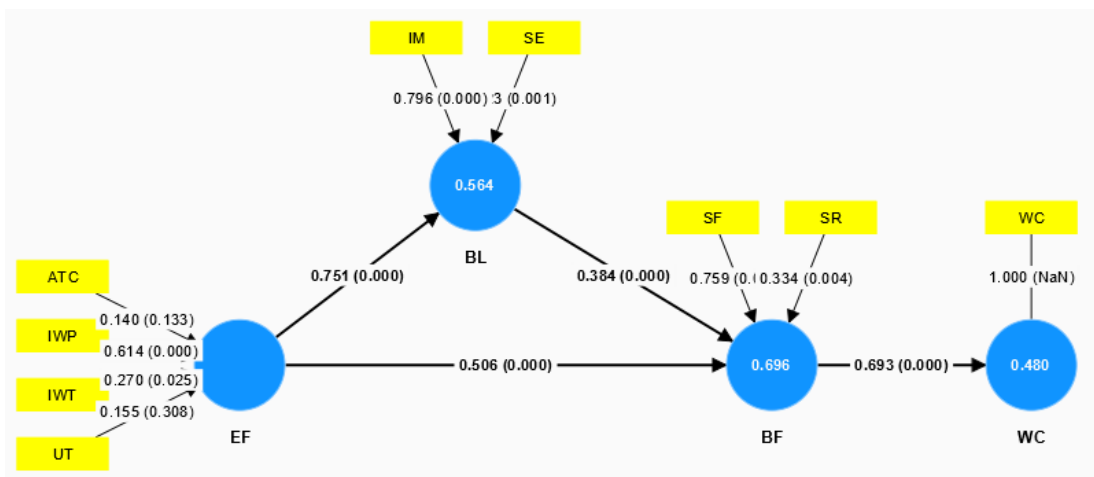 IM
SE
0.796 (0.000)
3 (0.001)
0.564
BL
SF
SR
WC
0.751 (0.000)
0.384 (0.000)
0.759 (0.0
0.334 (0.004)
1.000 (NaN)
ATC
0.140 (0.133)
IWP
0.614 (0.000)
0.270 (0.025)
IWT
0.155 (0.308)
UT
EF
0.506 (0.000)
0.696
BF
0.693 (0.000)
0.480
WC